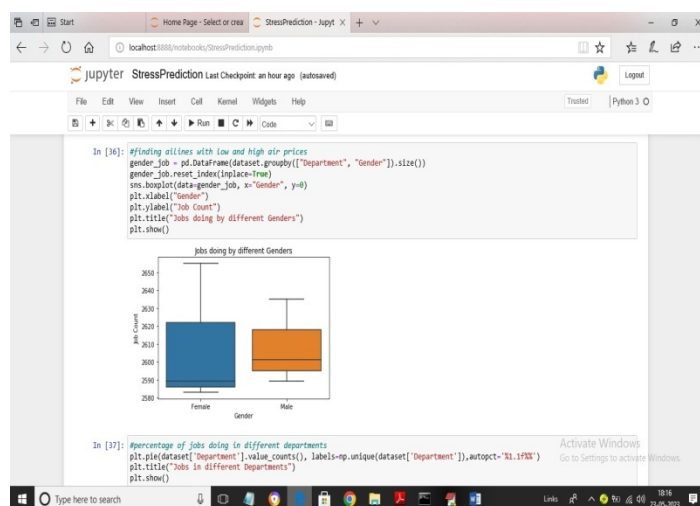 Start
Home Page - Select or crea
StressPrediction - Jupyt
localhost:8888/notebooks/StressPrediction.ipynb
jupyter StressPrediction Last Checkpoint: an hour ago (autosaved)
Logout
File Edit View Insert Cell Kernel Widgets Help
Trusted
Python 3
Run
Code
In [36]: #finding ailines with low and high air prices
gender_job = pd.DataFrame(dataset.groupby(["Department", "Gender"]).size())
gender_job.reset_index(inplace=True)
sns.boxplot(data=gender_job, x="Gender", y=0)
plt.xlabel("Gender")
plt.ylabel("Job Count")
plt.title("Jobs doing by different Genders")
plt.show()
Jobs doing by different Genders
2650
2640
2630
2620
2610
2600
2590
2580
Job Count
Female
Male
Gender
In [37]: #percentage of jobs doing in different departments
plt.pie(dataset['Department'].value_counts(), labels=np.unique(dataset['Department']),autopct='%1.1f%%')
plt.title("Jobs in different Departments")
plt.show()
Activate Windows
Go to Settings to activate Windows.
Type here to search
Links
18:16
23-05-2023